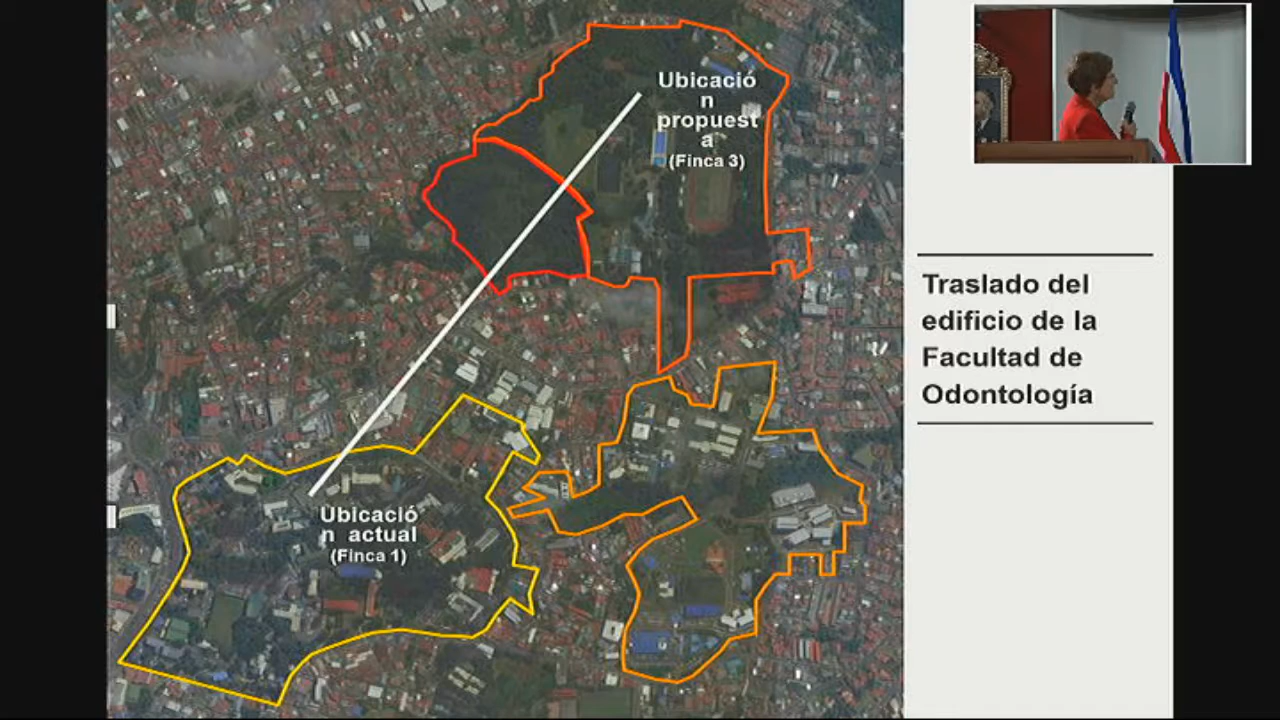 Ubicació
n
propuest
a
(Finca 3)
Ubicació
n actual
(Finca 1)
Traslado del
edificio de la
Facultad de
Odontología